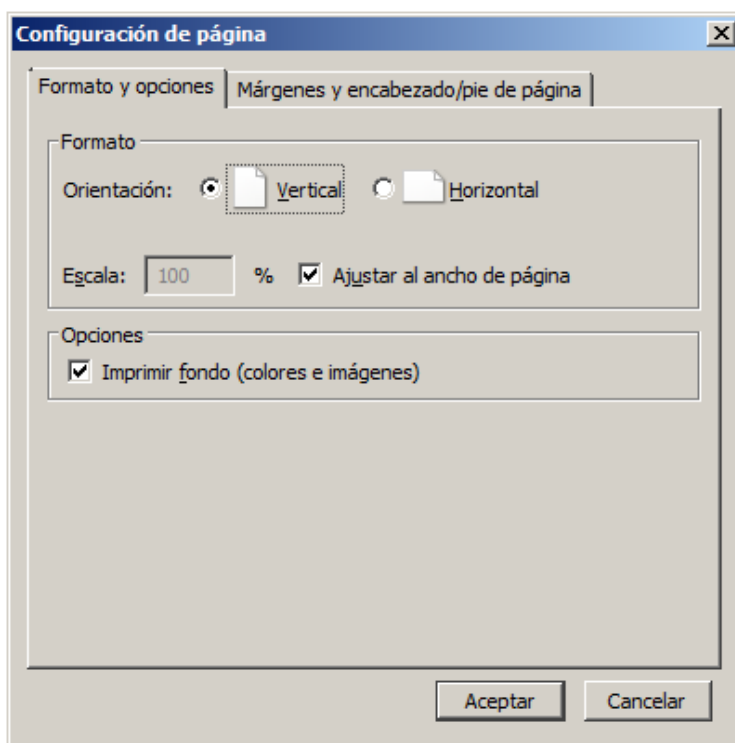 Configuración de página
Formato y opciones
Márgenes y encabezado/pie de página
Formato
Orientación: Vertical Horizontal
Escala: 100 % Ajustar al ancho de página
Opciones
Imprimir fondo (colores e imágenes)
Aceptar Cancelar